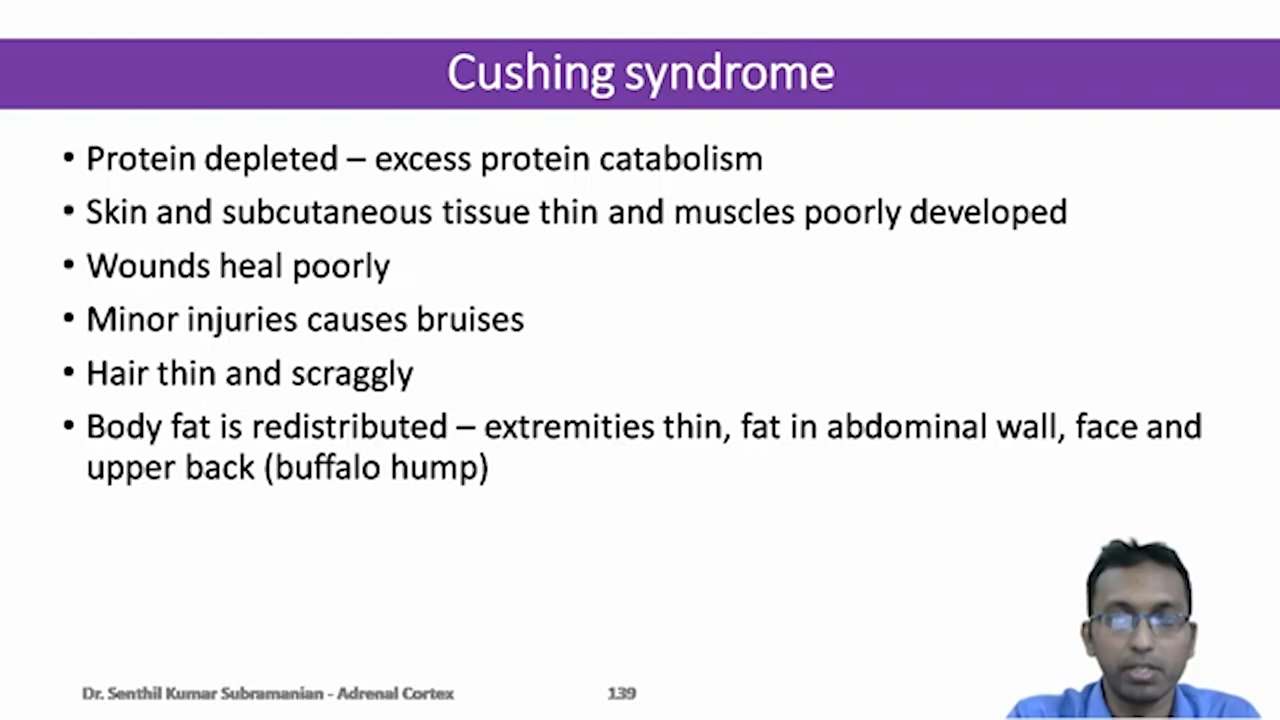 Cushing syndrome
• Protein depleted – excess protein catabolism
• Skin and subcutaneous tissue thin and muscles poorly developed
• Wounds heal poorly
• Minor injuries causes bruises
• Hair thin and scraggly
• Body fat is redistributed – extremities thin, fat in abdominal wall, face and
upper back (buffalo hump)
Dr. Senthil Kumar Subramanian - Adrenal Cortex 139